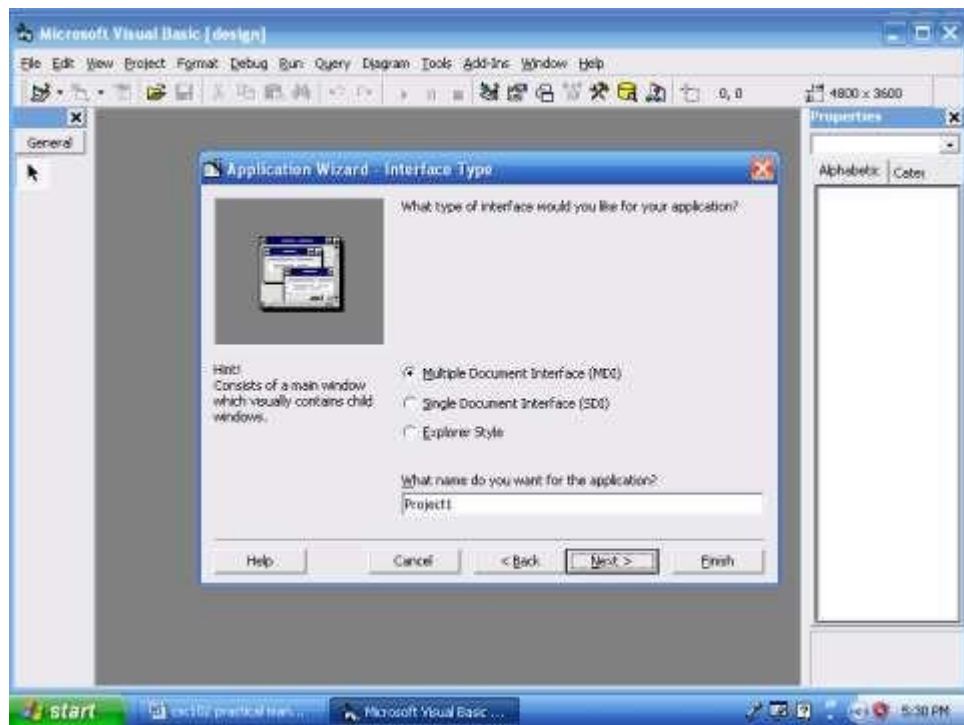 Microsoft Visual Basic [design]
File Edit View Project Format Debug Run Query Diagram Tools Add-Ins Window Help
0, 0
4800 x 3600
General
Properties
Alphabetic
Application Wizard - Interface Type
What type of interface would you like for your application?
Hint!
Consists of a main window
which visually contains child
windows.
Multiple Document Interface (MDI)
Single Document Interface (SDI)
Explorer Style
What name do you want for the application?
Project1
Help
Cancel
< Back
Next >
Finish
start
csc102 practical man...
Microsoft Visual Basic ...
5:30 PM